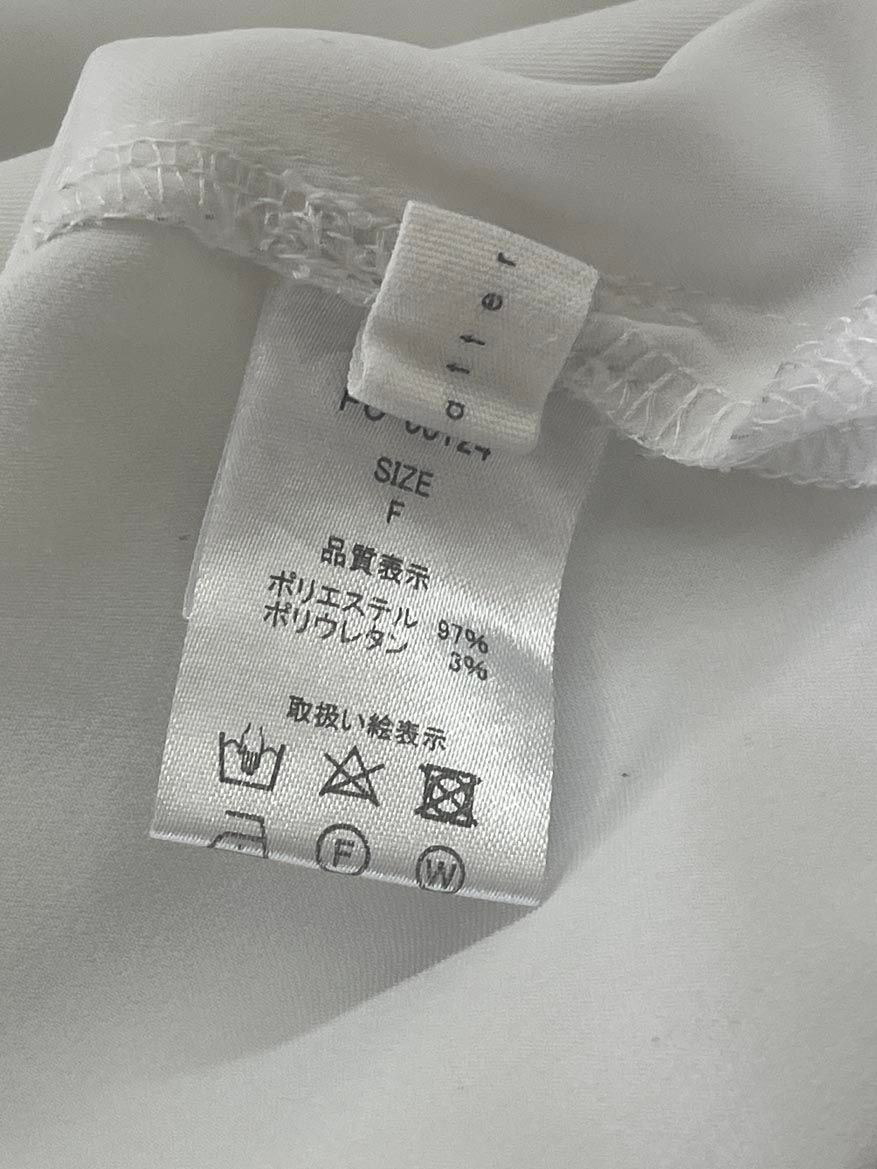 atter
SIZE
F
品質表示
ポリエステル 97%
ポリウレタン 3%
取扱い絵表示
F W